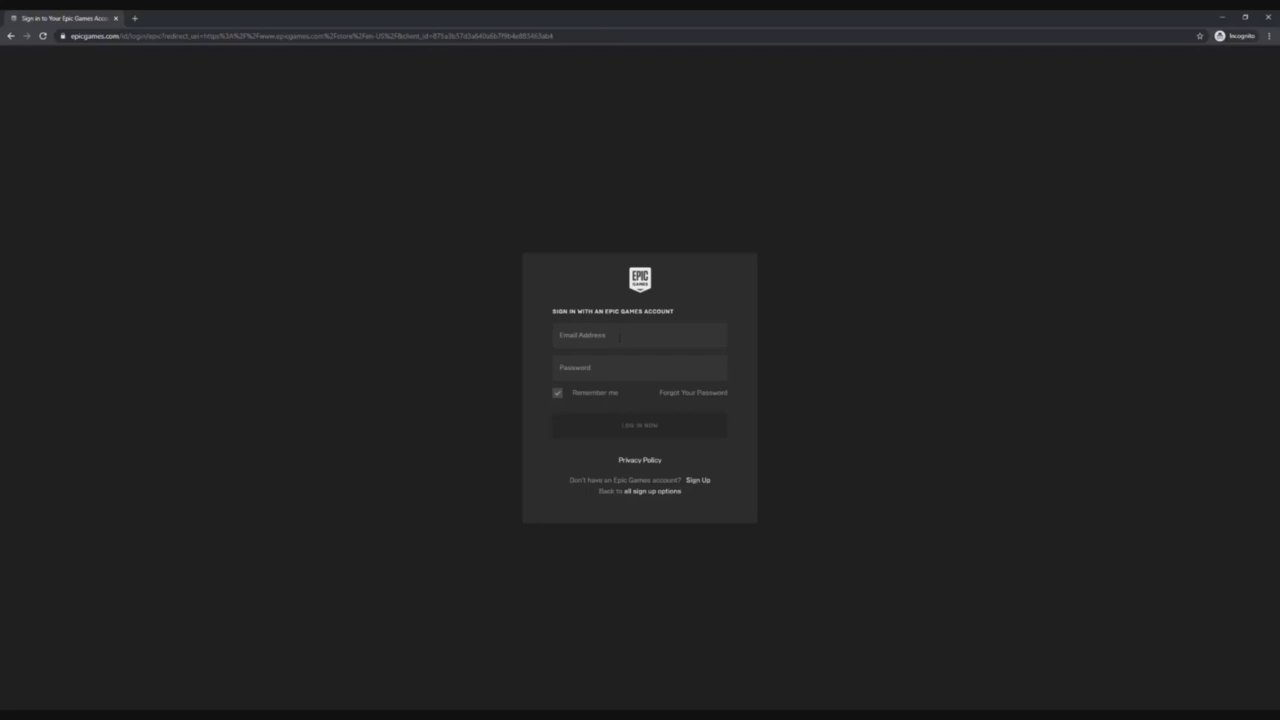 Sign in to Your Epic Games Acco
epicgames.com
Incognito
EPIC
GAMES
SIGN IN WITH AN EPIC GAMES ACCOUNT
Email Address
Password
Remember me Forgot Your Password
LOG IN NOW
Privacy Policy
Don't have an Epic Games account? Sign Up
Back to all sign up options